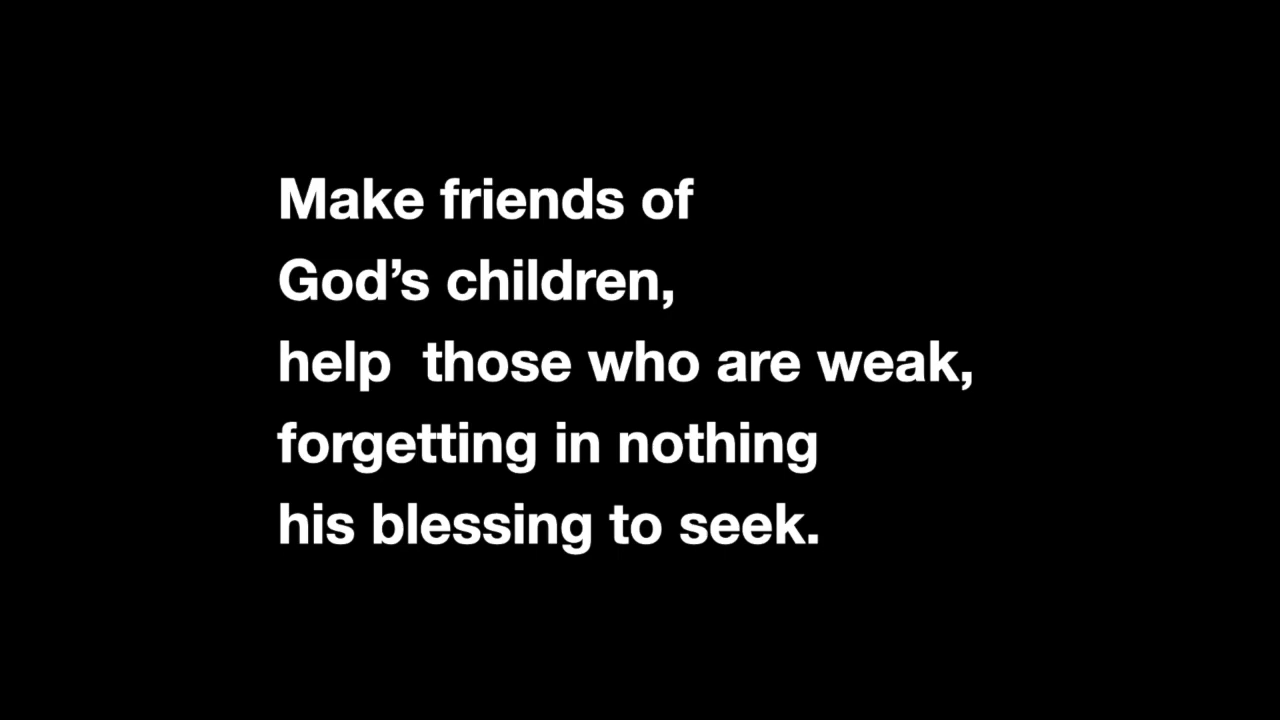 Make friends of
God’s children,
help  those who are weak,
forgetting in nothing
his blessing to seek.